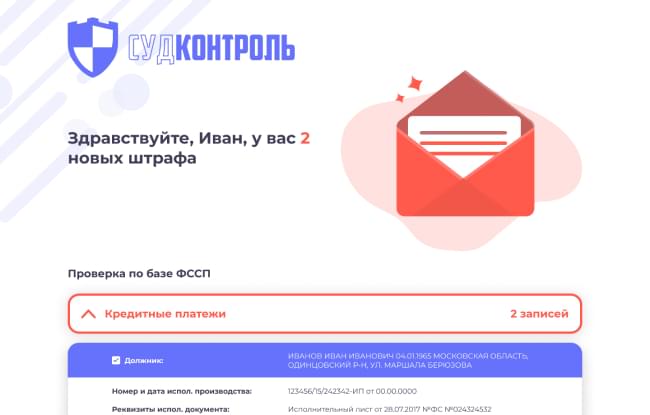 СУДКОНТРОЛЬ
Здравствуйте, Иван, у вас 2
новых штрафа
Проверка по базе ФССП
Кредитные платежи 2 записей
Должник: ИВАНОВ ИВАН ИВАНОВИЧ 04.01.1965 МОСКОВСКАЯ ОБЛАСТЬ,
ОДИНЦОВСКИЙ Р-Н, УЛ. МАРШАЛА БЕРЮЗОВА
Номер и дата испол. производства: 123456/15/242342-ИП от 00.00.0000
Реквизиты испол. документа: Исполнительный лист от 28.07.2017 №ФС №024324532